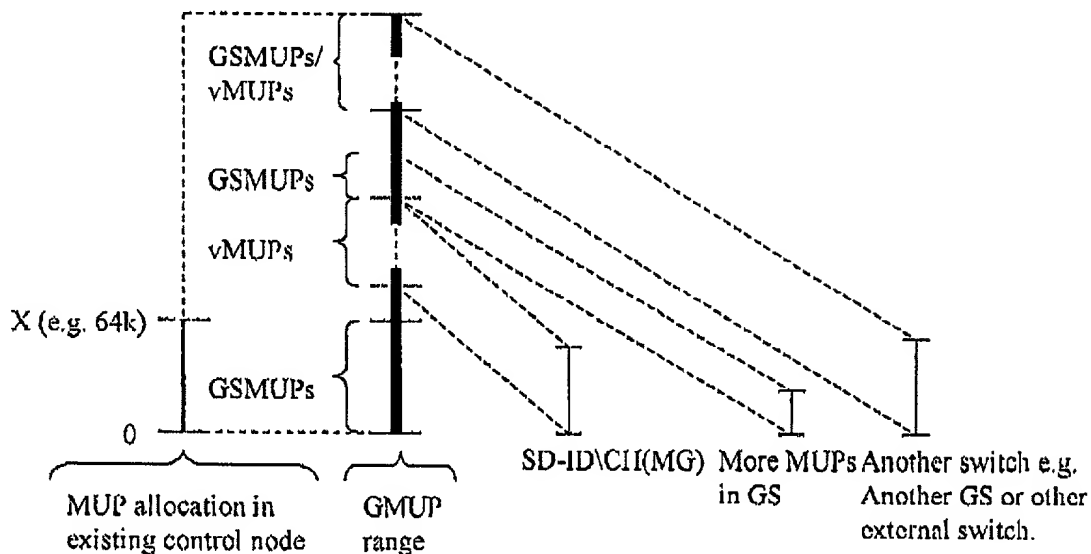 GSMUPs/
vMUPs
GSMUPs
vMUPs
X (e.g. 64k)
GSMUPs
0
SD-ID\CII(MG)
More MUPs
in GS
Another switch e.g.
Another GS or other
external switch.
MUP allocation in
existing control node
GMUP
range